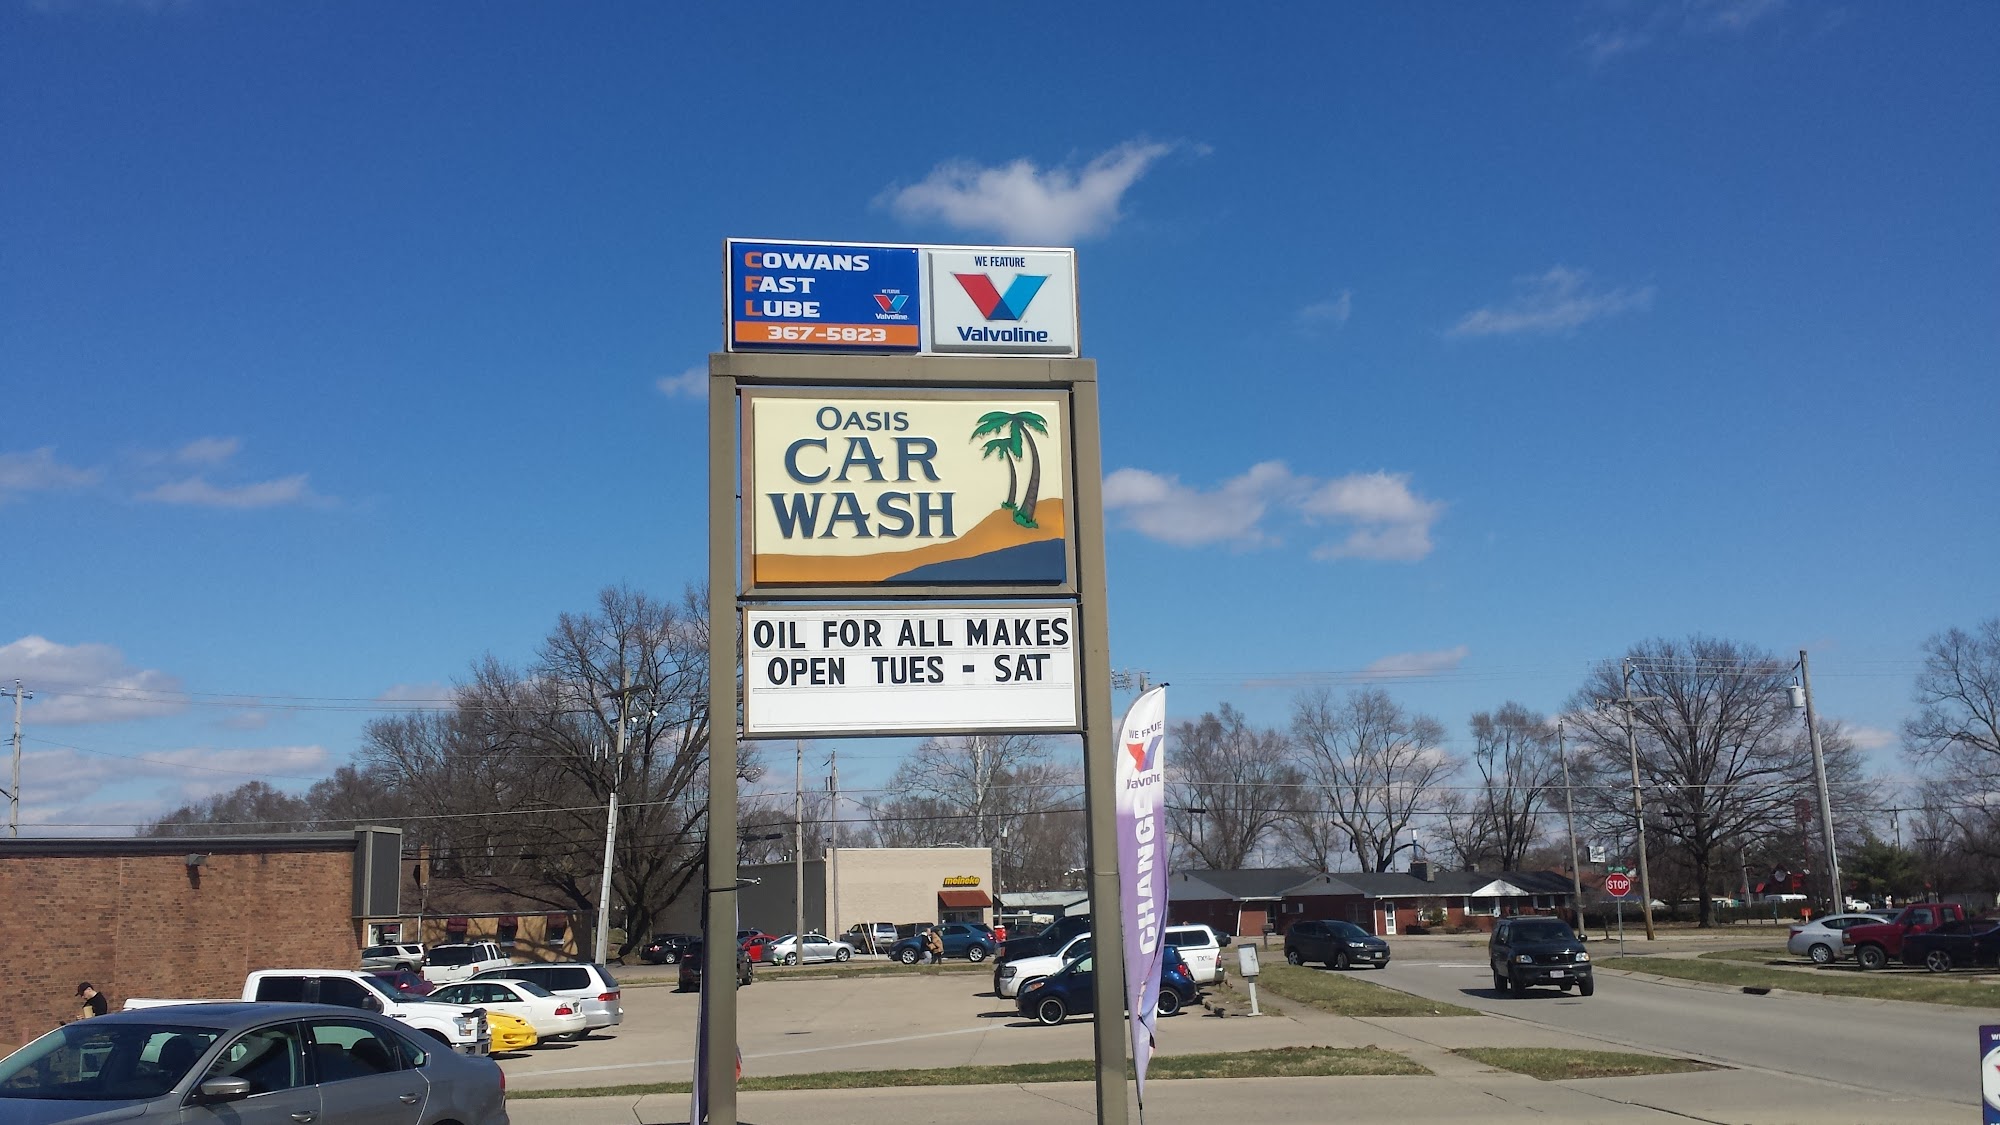 COWANS
FAST
LUBE
WE FEATURE
Valvoline
367-5823
WE FEATURE
Valvoline
OASIS
CAR
WASH
OIL FOR ALL MAKES
OPEN TUES - SAT
Valvoline
CHANGE
meineke
STOP